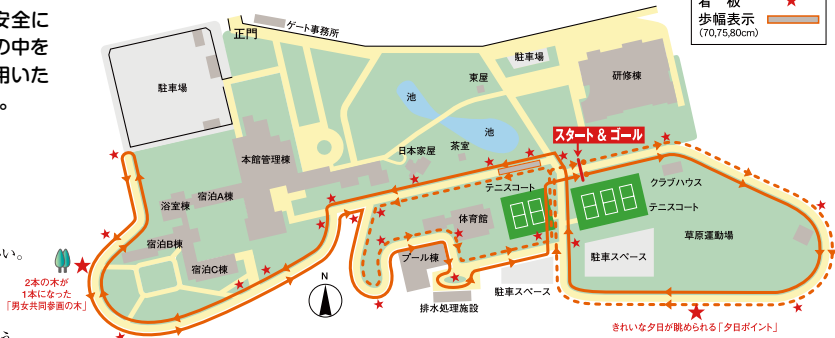 安全に
の中を
用いた
。
い。
う
看　板
歩幅表示
(70,75,80cm)
正門
ゲート事務所
駐車場
駐車場
東屋
研修棟
池
池
スタート & ゴール
日本家屋
茶室
本館管理棟
テニスコート
クラブハウス
テニスコート
宿泊A棟
浴室棟
体育館
草原運動場
宿泊B棟
プール棟
駐車スペース
宿泊C棟
N
2本の木が
1本になった
「男女共同参画の木」
駐車スペース
排水処理施設
きれいな夕日が眺められる「夕日ポイント」